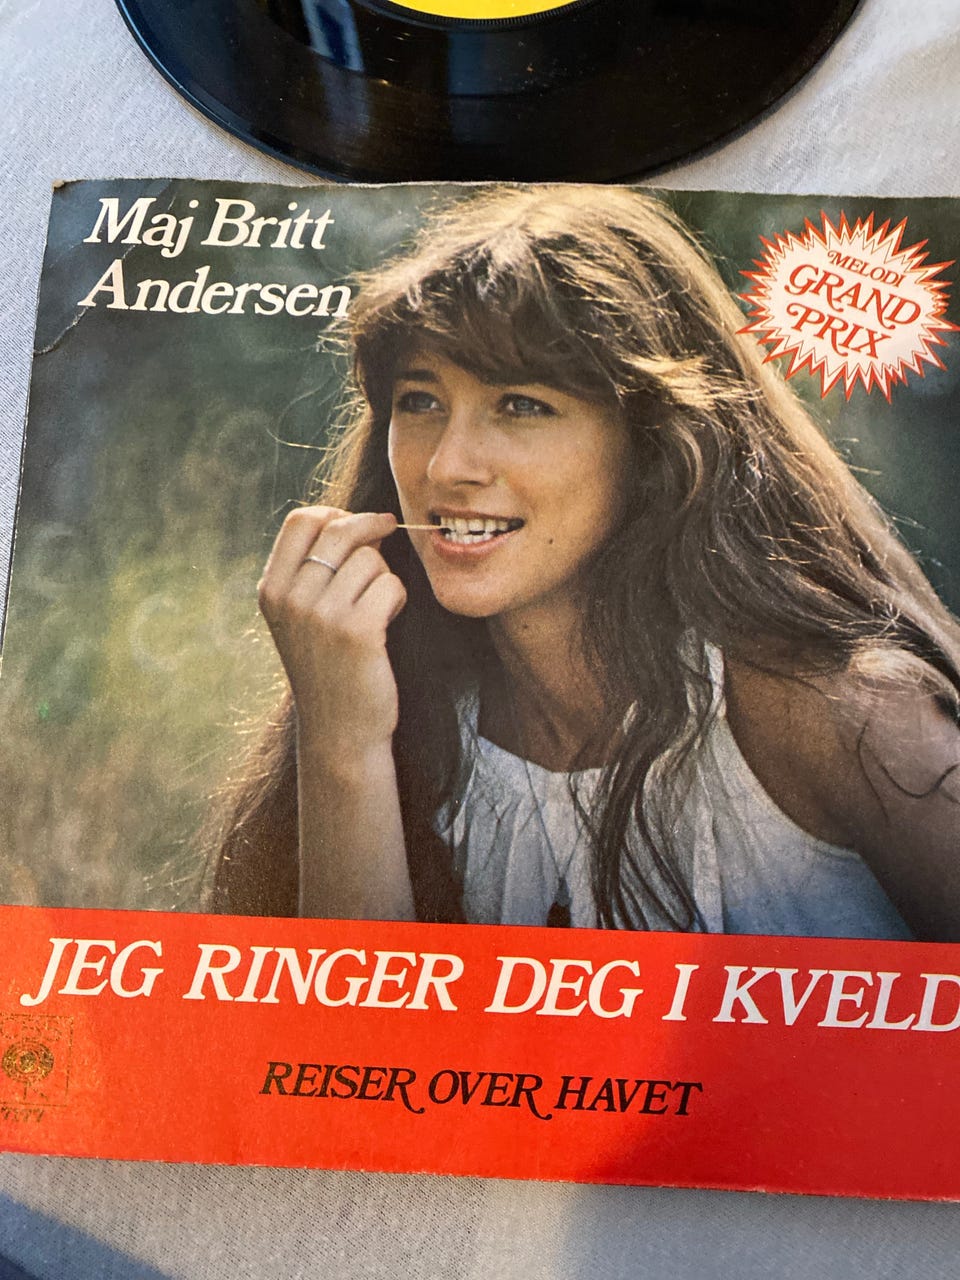 Maj Britt
Andersen
MELODI
GRAND
PRIX
JEG RINGER DEG I KVELD
REISER OVER HAVET